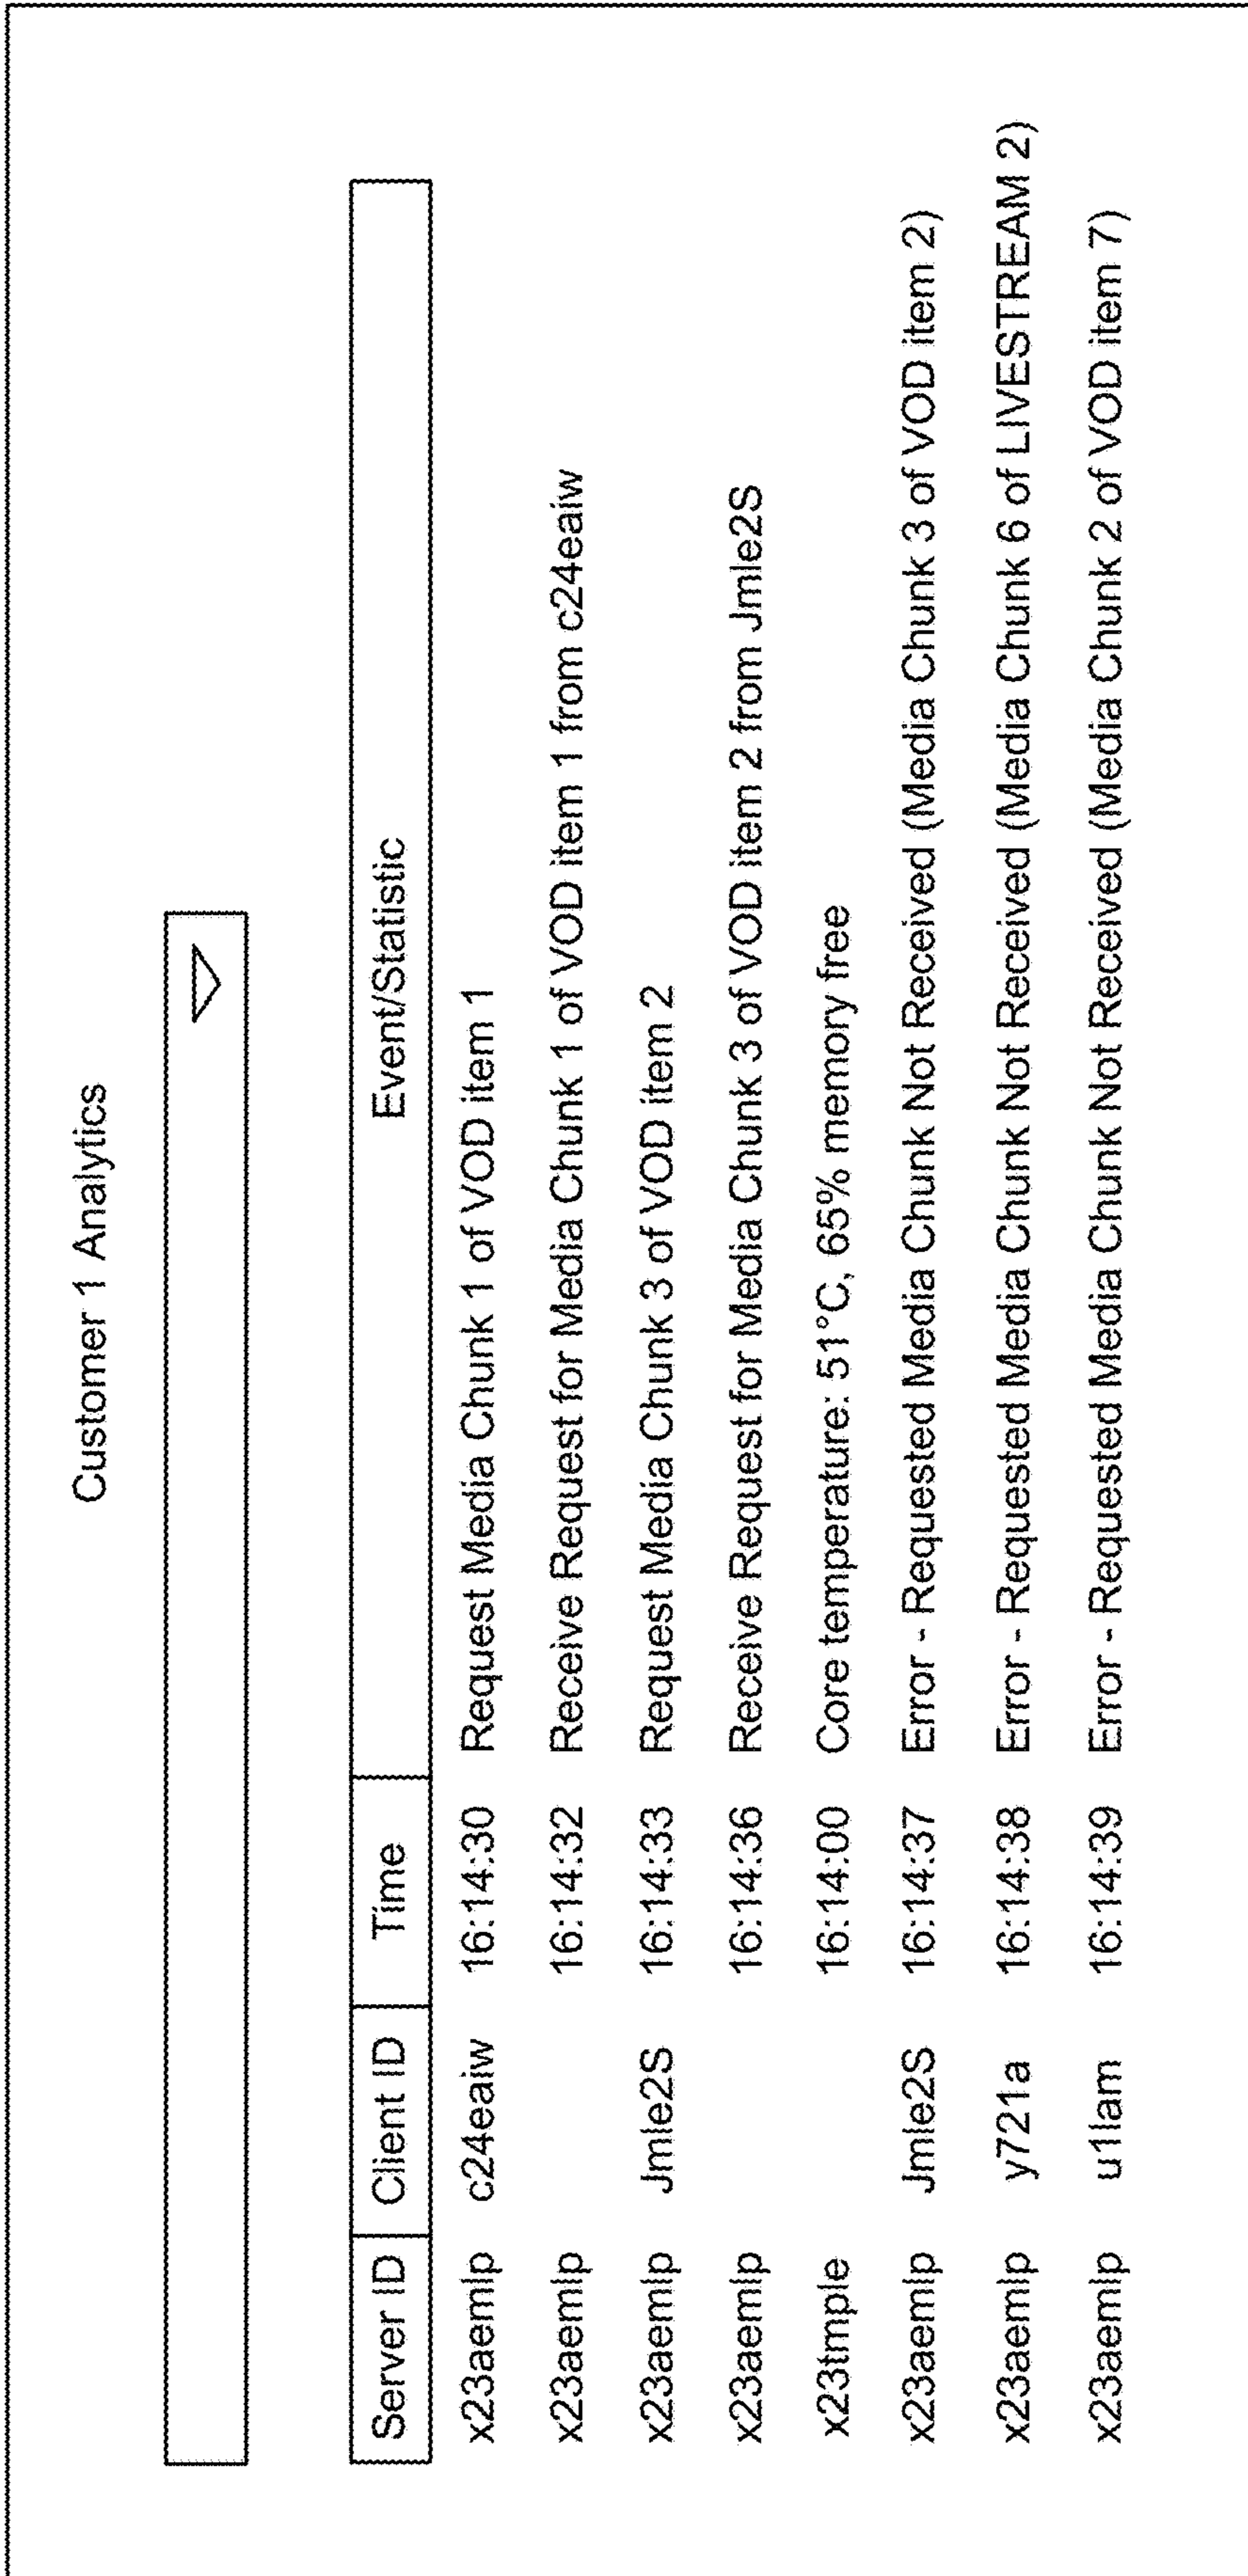 Customer 1 Analytics
Server ID Client ID Time Event/Statistic
x23aemlp c24eaiw 16:14:30 Request Media Chunk 1 of VOD item 1
x23aemlp 16:14:32 Receive Request for Media Chunk 1 of VOD item 1 from c24eaiw
x23aemlp Jmle2S 16:14:33 Request Media Chunk 3 of VOD item 2
x23aemlp 16:14:36 Receive Request for Media Chunk 3 of VOD item 2 from Jmle2S
x23tmple 16:14:00 Core temperature: 51°C, 65% memory free
x23aemlp Jmle2S 16:14:37 Error - Requested Media Chunk Not Received (Media Chunk 3 of VOD item 2)
x23aemlp y721a 16:14:38 Error - Requested Media Chunk Not Received (Media Chunk 6 of LIVESTREAM 2)
x23aemlp u1lam 16:14:39 Error - Requested Media Chunk Not Received (Media Chunk 2 of VOD item 7)